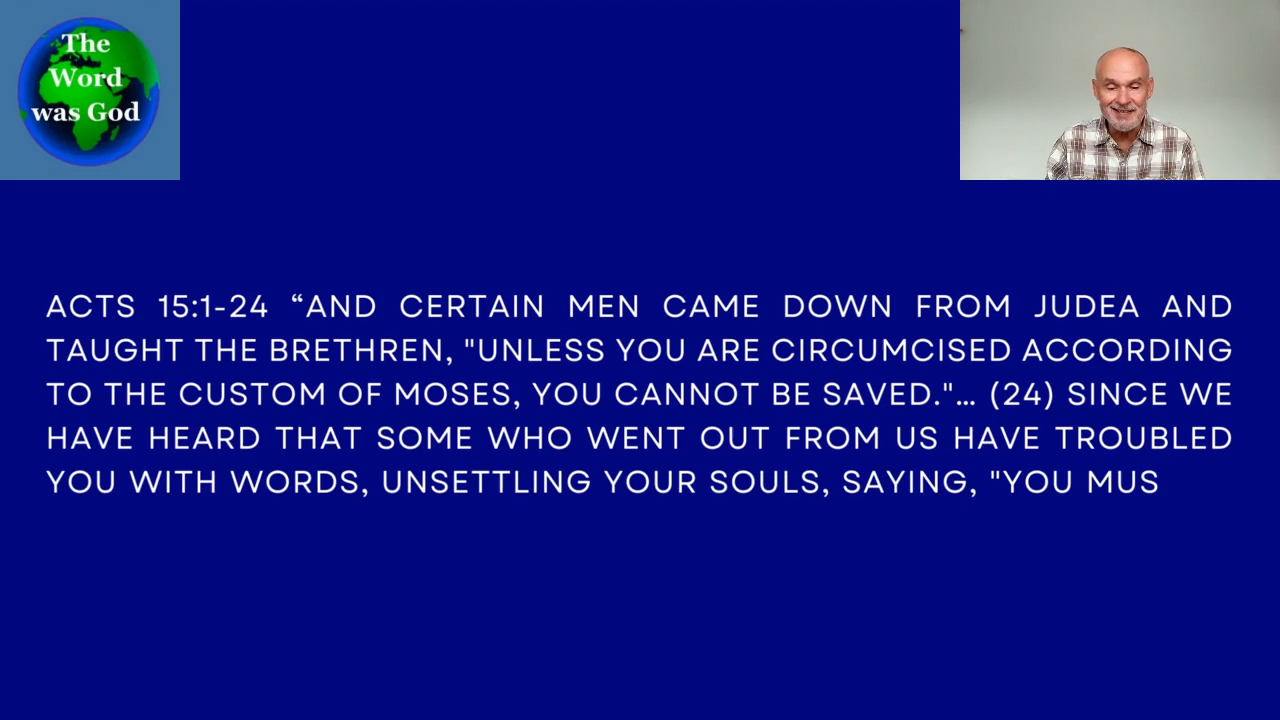 The
Word
was God
ACTS 15:1-24 “AND CERTAIN MEN CAME DOWN FROM JUDEA AND
TAUGHT THE BRETHREN, "UNLESS YOU ARE CIRCUMCISED ACCORDING
TO THE CUSTOM OF MOSES, YOU CANNOT BE SAVED."... (24) SINCE WE
HAVE HEARD THAT SOME WHO WENT OUT FROM US HAVE TROUBLED
YOU WITH WORDS, UNSETTLING YOUR SOULS, SAYING, "YOU MUS